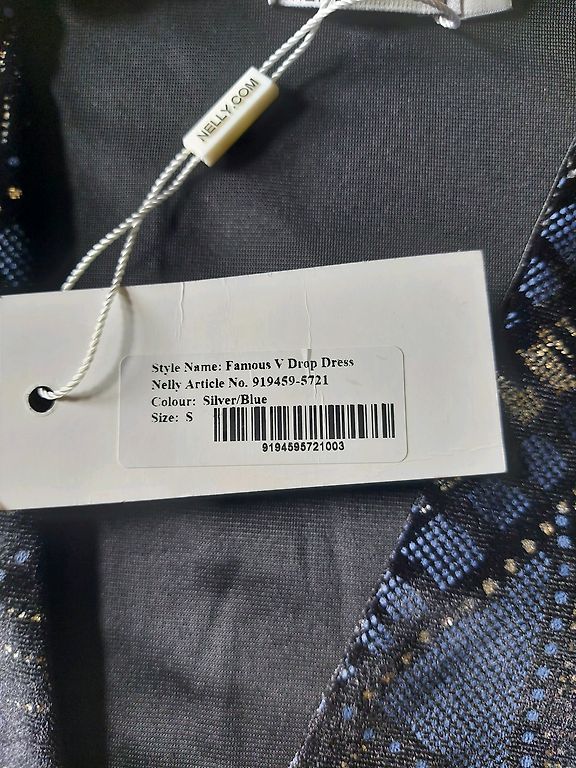 NELLY.COM
Style Name: Famous V Drop Dress
Nelly Article No. 919459-5721
Colour: Silver/Blue
Size: S
9194595721003